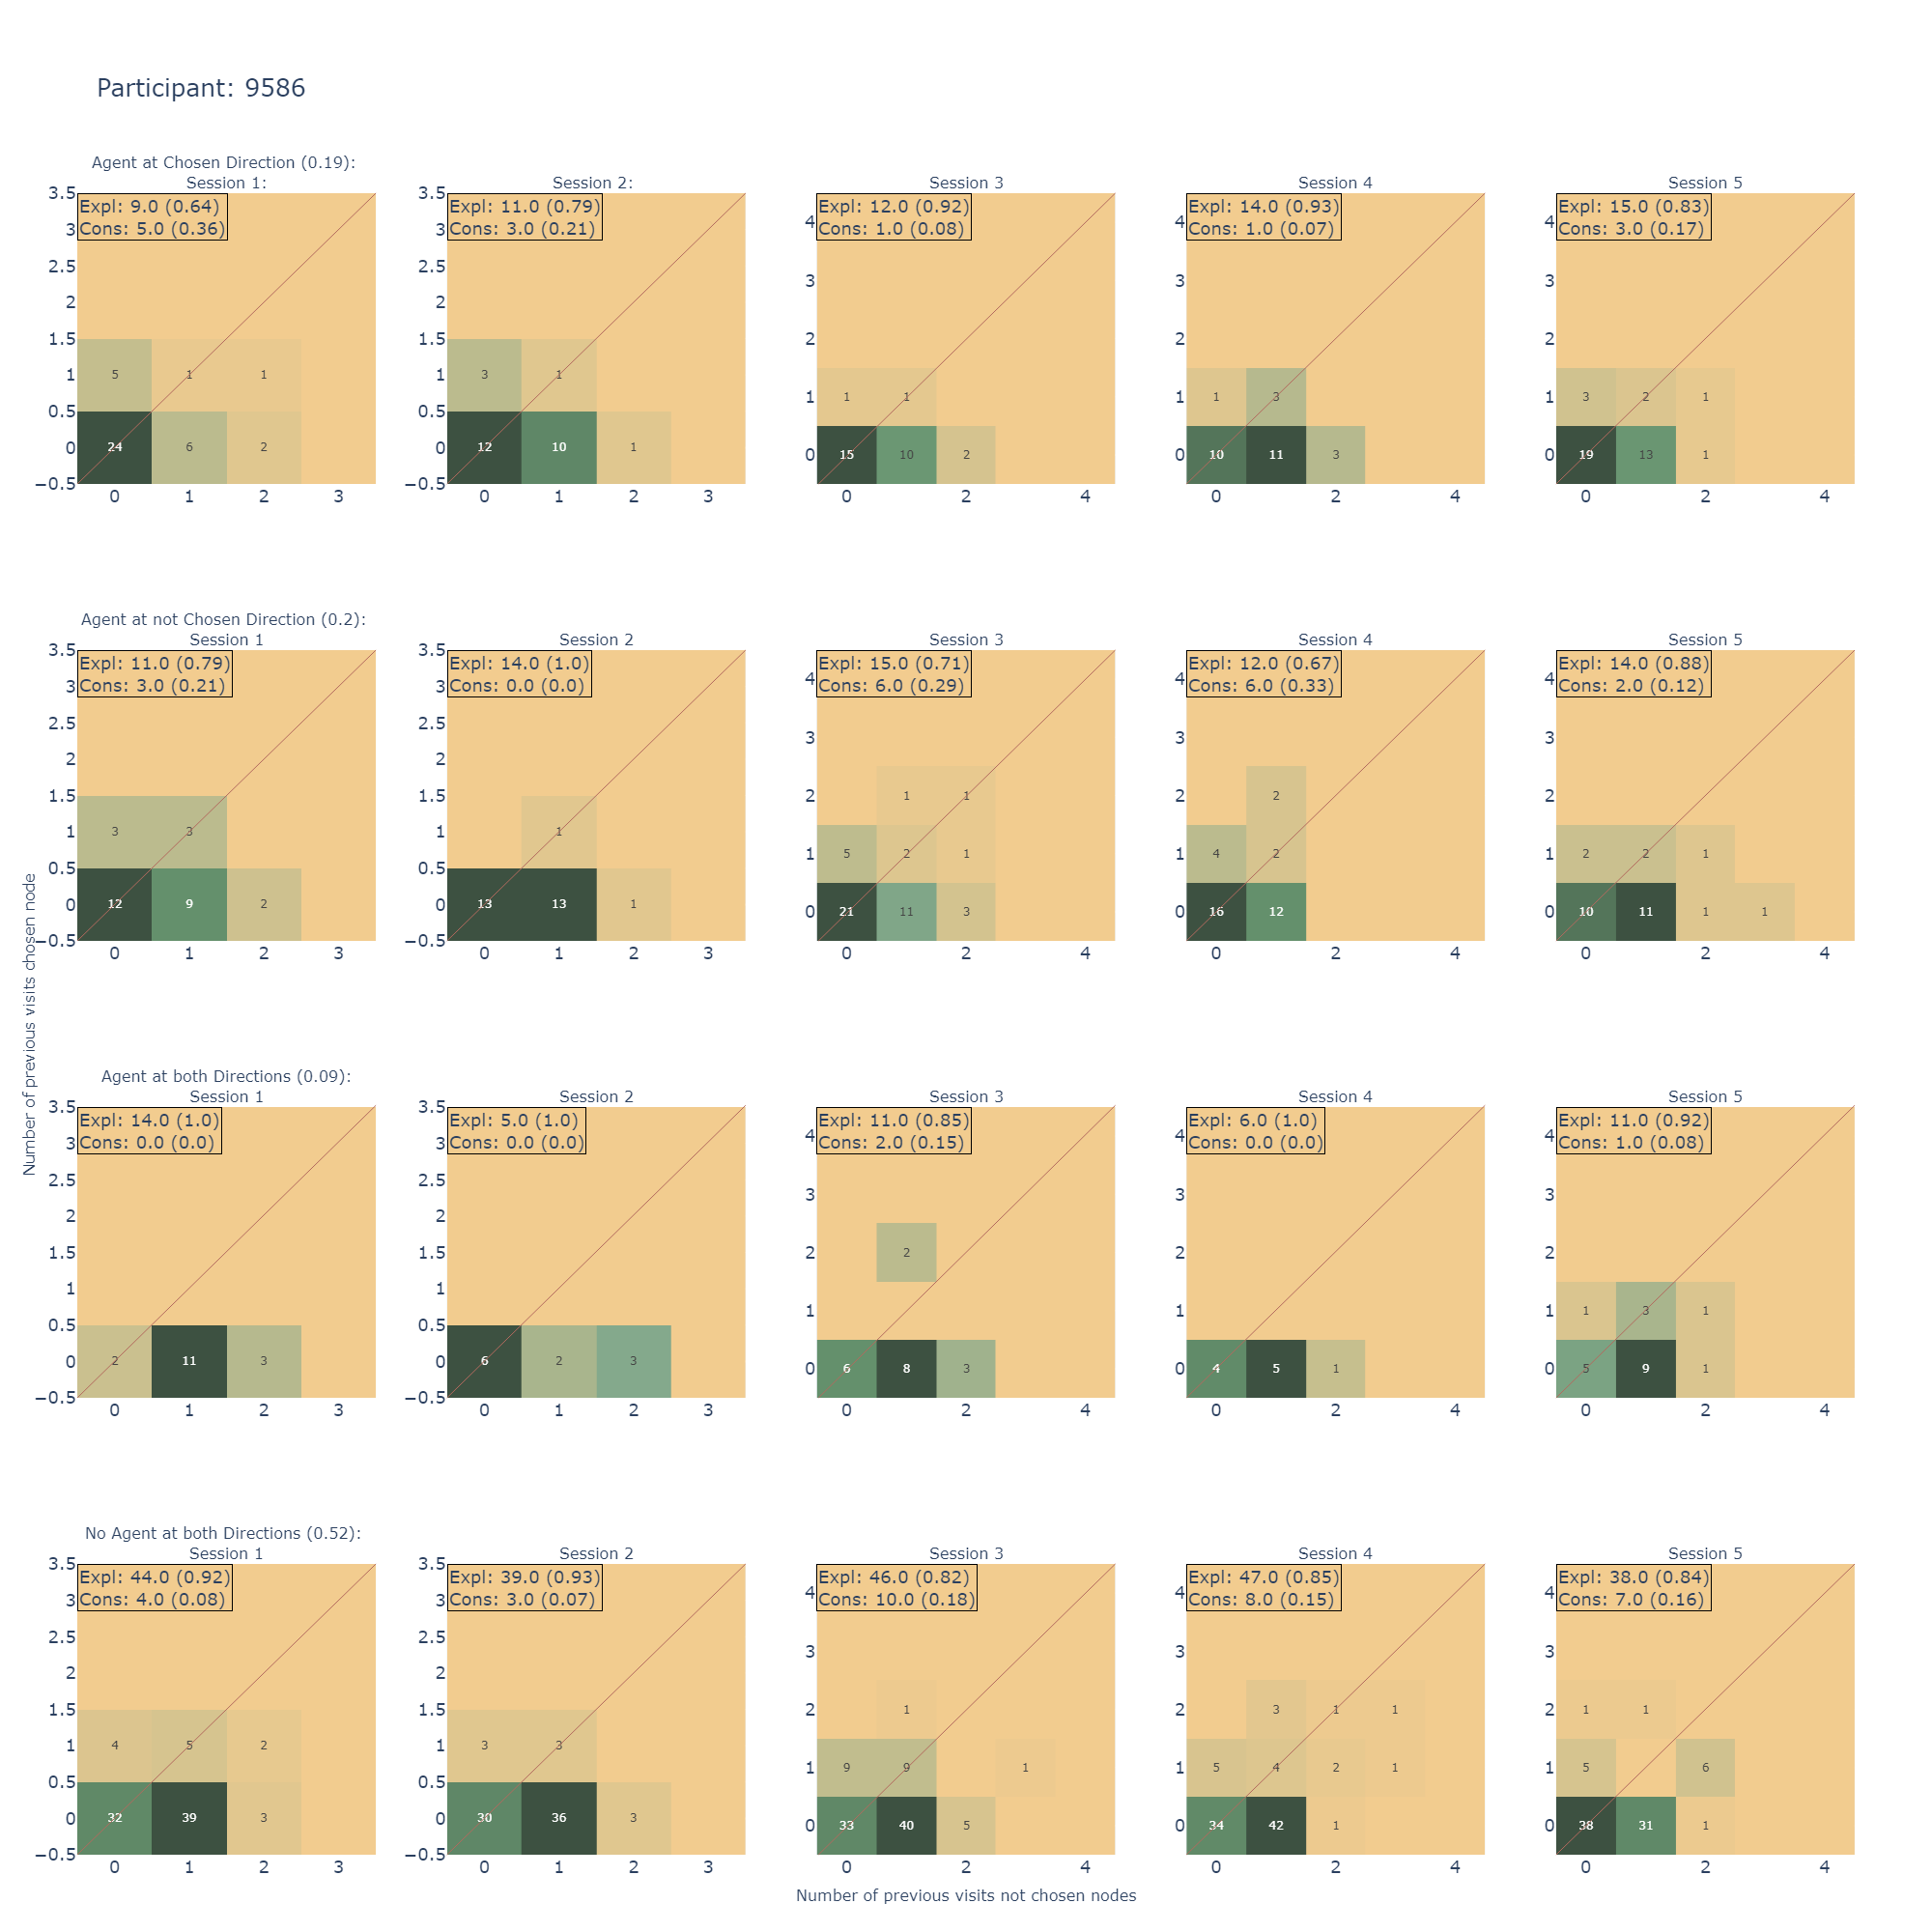 Participant: 9586
Agent at Chosen Direction (0.19):
Session 1:
Session 2:
Session 3
Session 4
Session 5
Expl: 9.0 (0.64)
Cons: 5.0 (0.36)
Expl: 11.0 (0.79)
Cons: 3.0 (0.21)
Expl: 12.0 (0.92)
Cons: 1.0 (0.08)
Expl: 14.0 (0.93)
Cons: 1.0 (0.07)
Expl: 15.0 (0.83)
Cons: 3.0 (0.17)
3.5
3
2.5
2
1.5
1
0.5
0
−0.5
5 1 1
24 6 2
0 1 2 3
3.5
3
2.5
2
1.5
1
0.5
0
−0.5
3 1
12 10 1
0 1 2 3
4
3
2
1
0
1 1
15 10 2
0 2 4
4
3
2
1
0
1 3
10 11 3
0 2 4
4
3
2
1
0
3 2 1
19 13 1
0 2 4
Agent at not Chosen Direction (0.2):
Session 1
Session 2
Session 3
Session 4
Session 5
Expl: 11.0 (0.79)
Cons: 3.0 (0.21)
Expl: 14.0 (1.0)
Cons: 0.0 (0.0)
Expl: 15.0 (0.71)
Cons: 6.0 (0.29)
Expl: 12.0 (0.67)
Cons: 6.0 (0.33)
Expl: 14.0 (0.88)
Cons: 2.0 (0.12)
3.5
3
2.5
2
1.5
1
0.5
0
−0.5
3 3
12 9 2
0 1 2 3
3.5
3
2.5
2
1.5
1
0.5
0
−0.5
1
13 13 1
0 1 2 3
4
3
2
1
0
1 1
5 2 1
21 11 3
0 2 4
4
3
2
1
0
2
4 2
16 12
0 2 4
4
3
2
1
0
2 2 1
10 11 1 1
0 2 4
Number of previous visits chosen node
Agent at both Directions (0.09):
Session 1
Session 2
Session 3
Session 4
Session 5
Expl: 14.0 (1.0)
Cons: 0.0 (0.0)
Expl: 5.0 (1.0)
Cons: 0.0 (0.0)
Expl: 11.0 (0.85)
Cons: 2.0 (0.15)
Expl: 6.0 (1.0)
Cons: 0.0 (0.0)
Expl: 11.0 (0.92)
Cons: 1.0 (0.08)
3.5
3
2.5
2
1.5
1
0.5
0
−0.5
2 11 3
0 1 2 3
3.5
3
2.5
2
1.5
1
0.5
0
−0.5
6 2 3
0 1 2 3
4
3
2
1
0
2
6 8 3
0 2 4
4
3
2
1
0
4 5 1
0 2 4
4
3
2
1
0
1 3 1
5 9 1
0 2 4
No Agent at both Directions (0.52):
Session 1
Session 2
Session 3
Session 4
Session 5
Expl: 44.0 (0.92)
Cons: 4.0 (0.08)
Expl: 39.0 (0.93)
Cons: 3.0 (0.07)
Expl: 46.0 (0.82)
Cons: 10.0 (0.18)
Expl: 47.0 (0.85)
Cons: 8.0 (0.15)
Expl: 38.0 (0.84)
Cons: 7.0 (0.16)
3.5
3
2.5
2
1.5
1
0.5
0
−0.5
4 5 2
32 39 3
0 1 2 3
3.5
3
2.5
2
1.5
1
0.5
0
−0.5
3 3
30 36 3
0 1 2 3
4
3
2
1
0
1
9 9 1
33 40 5
0 2 4
4
3
2
1
0
3 1 1
5 4 2 1
34 42 1
0 2 4
4
3
2
1
0
1 1
5 6
38 31 1
0 2 4
Number of previous visits not chosen nodes